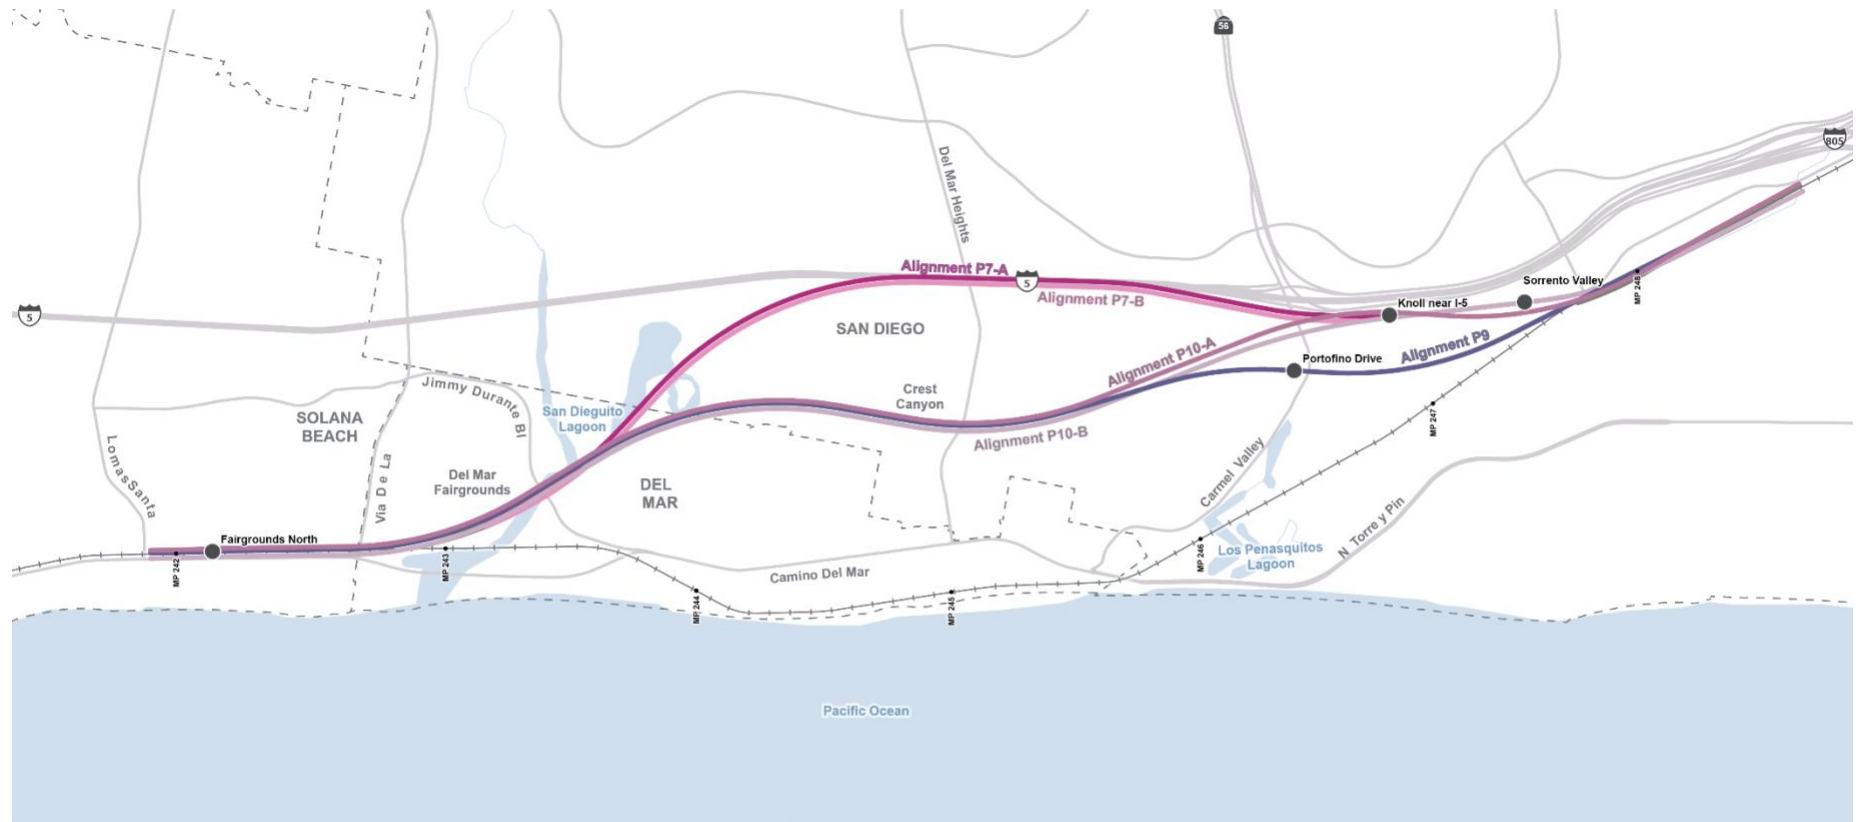 56
805
Del Mar Heights
Alignment P7-A
5
Alignment P7-B
Sorrento Valley
MP 248
Knoll near I-5
5
SAN DIEGO
Alignment P10-A
Alignment P9
Portofino Drive
Jimmy Durante Bl
Crest
Canyon
San Dieguito
Lagoon
SOLANA
BEACH
Alignment P10-B
MP 247
LomasSanta
Via De La
Del Mar
Fairgrounds
DEL
MAR
Carmel Valley
N Torre y Pin
Fairgrounds North
MP 242
MP 243
MP 246
Los Penasquitos
Lagoon
Camino Del Mar
MP 244
MP 245
Pacific Ocean